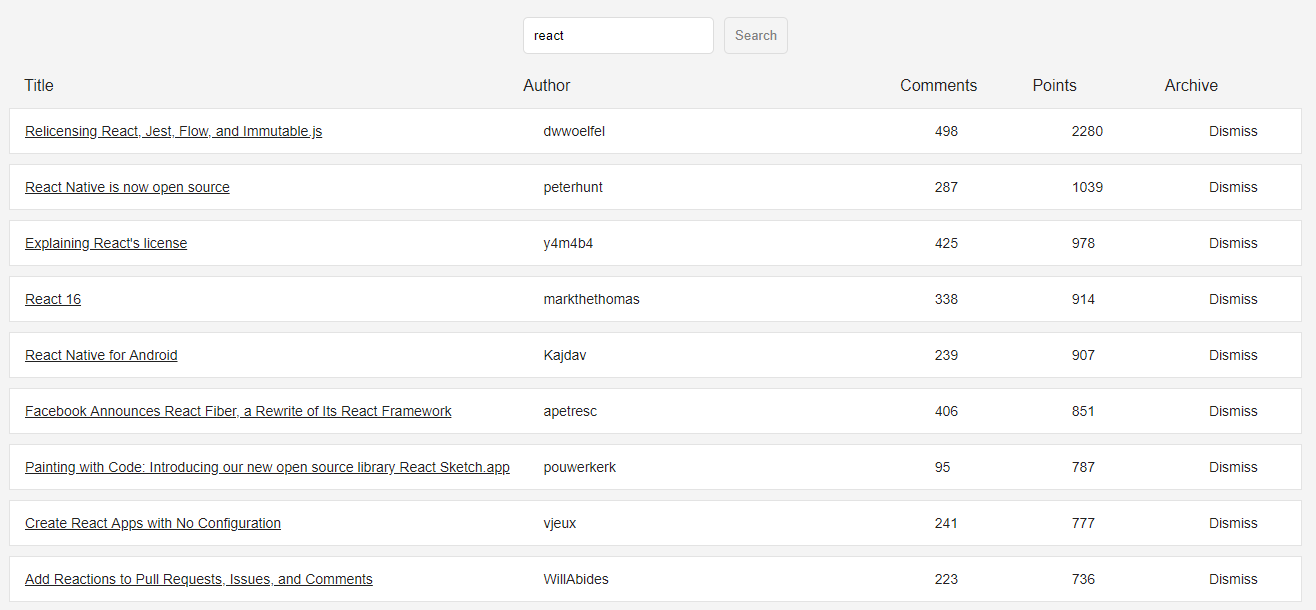 react Search
Title Author Comments Points Archive
Relicensing React, Jest, Flow, and Immutable.js dwwoelfel 498 2280 Dismiss
React Native is now open source peterhunt 287 1039 Dismiss
Explaining React's license y4m4b4 425 978 Dismiss
React 16 markthethomas 338 914 Dismiss
React Native for Android Kajdav 239 907 Dismiss
Facebook Announces React Fiber, a Rewrite of Its React Framework apetresc 406 851 Dismiss
Painting with Code: Introducing our new open source library React Sketch.app pouwerkerk 95 787 Dismiss
Create React Apps with No Configuration vjeux 241 777 Dismiss
Add Reactions to Pull Requests, Issues, and Comments WillAbides 223 736 Dismiss